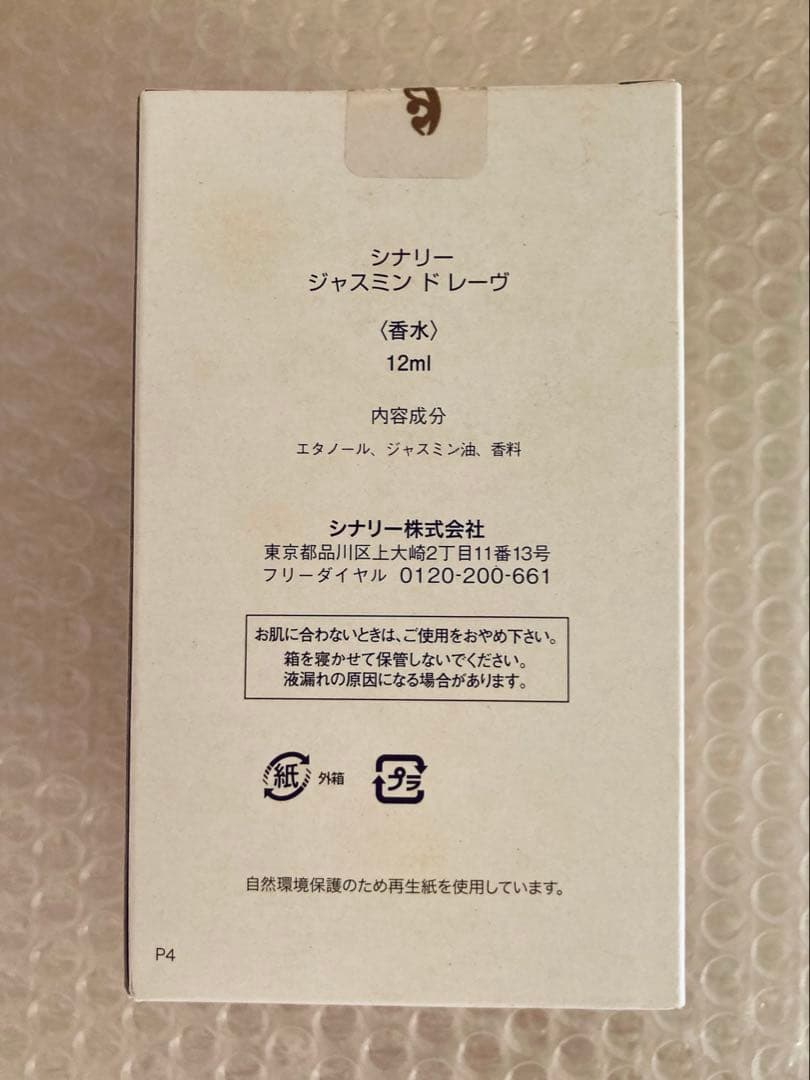 シナリー
ジャスミン ド レーヴ
〈香水〉
12ml
内容成分
エタノール、ジャスミン油、香料
シナリー株式会社
東京都品川区上大崎2丁目11番13号
フリーダイヤル 0120-200-661
お肌に合わないときは、ご使用をおやめ下さい。
箱を寝かせて保管しないでください。
液漏れの原因になる場合があります。
紙 外箱 プラ
自然環境保護のため再生紙を使用しています。
P4